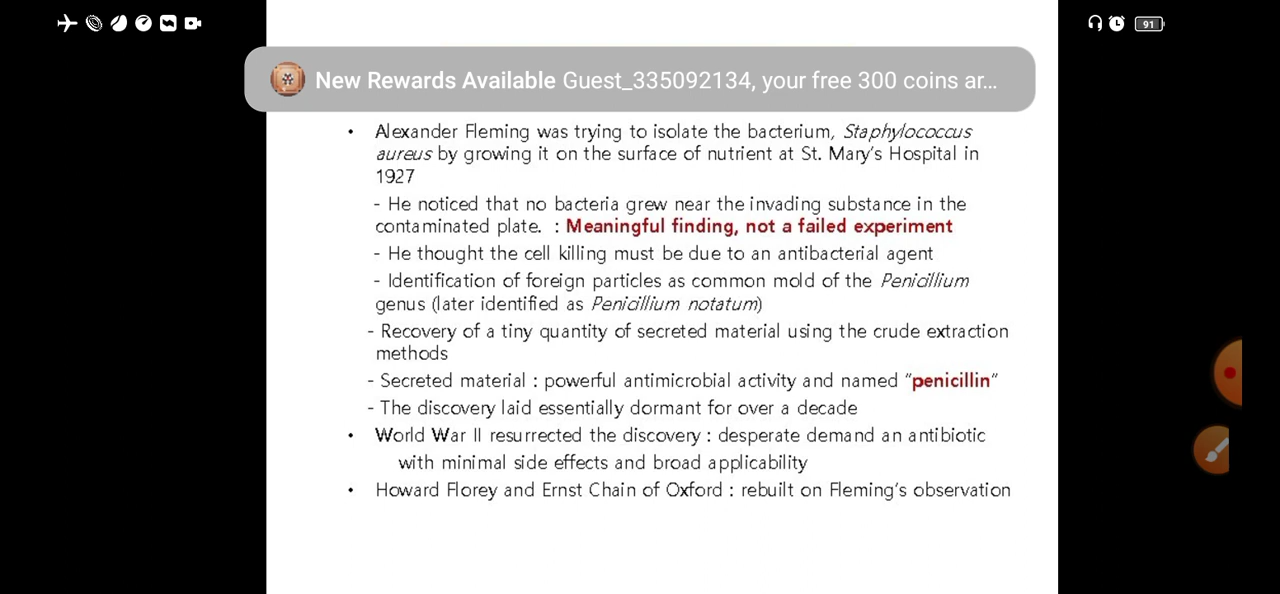 91
New Rewards Available Guest_335092134, your free 300 coins ar...
• Alexander Fleming was trying to isolate the bacterium, Staphylococcus
aureus by growing it on the surface of nutrient at St. Mary's Hospital in
1927
- He noticed that no bacteria grew near the invading substance in the
contaminated plate. : Meaningful finding, not a failed experiment
- He thought the cell killing must be due to an antibacterial agent
- Identification of foreign particles as common mold of the Penicillium
genus (later identified as Penicillium notatum)
- Recovery of a tiny quantity of secreted material using the crude extraction
methods
- Secreted material : powerful antimicrobial activity and named "penicillin"
- The discovery laid essentially dormant for over a decade
• World War II resurrected the discovery : desperate demand an antibiotic
with minimal side effects and broad applicability
• Howard Florey and Ernst Chain of Oxford : rebuilt on Fleming's observation